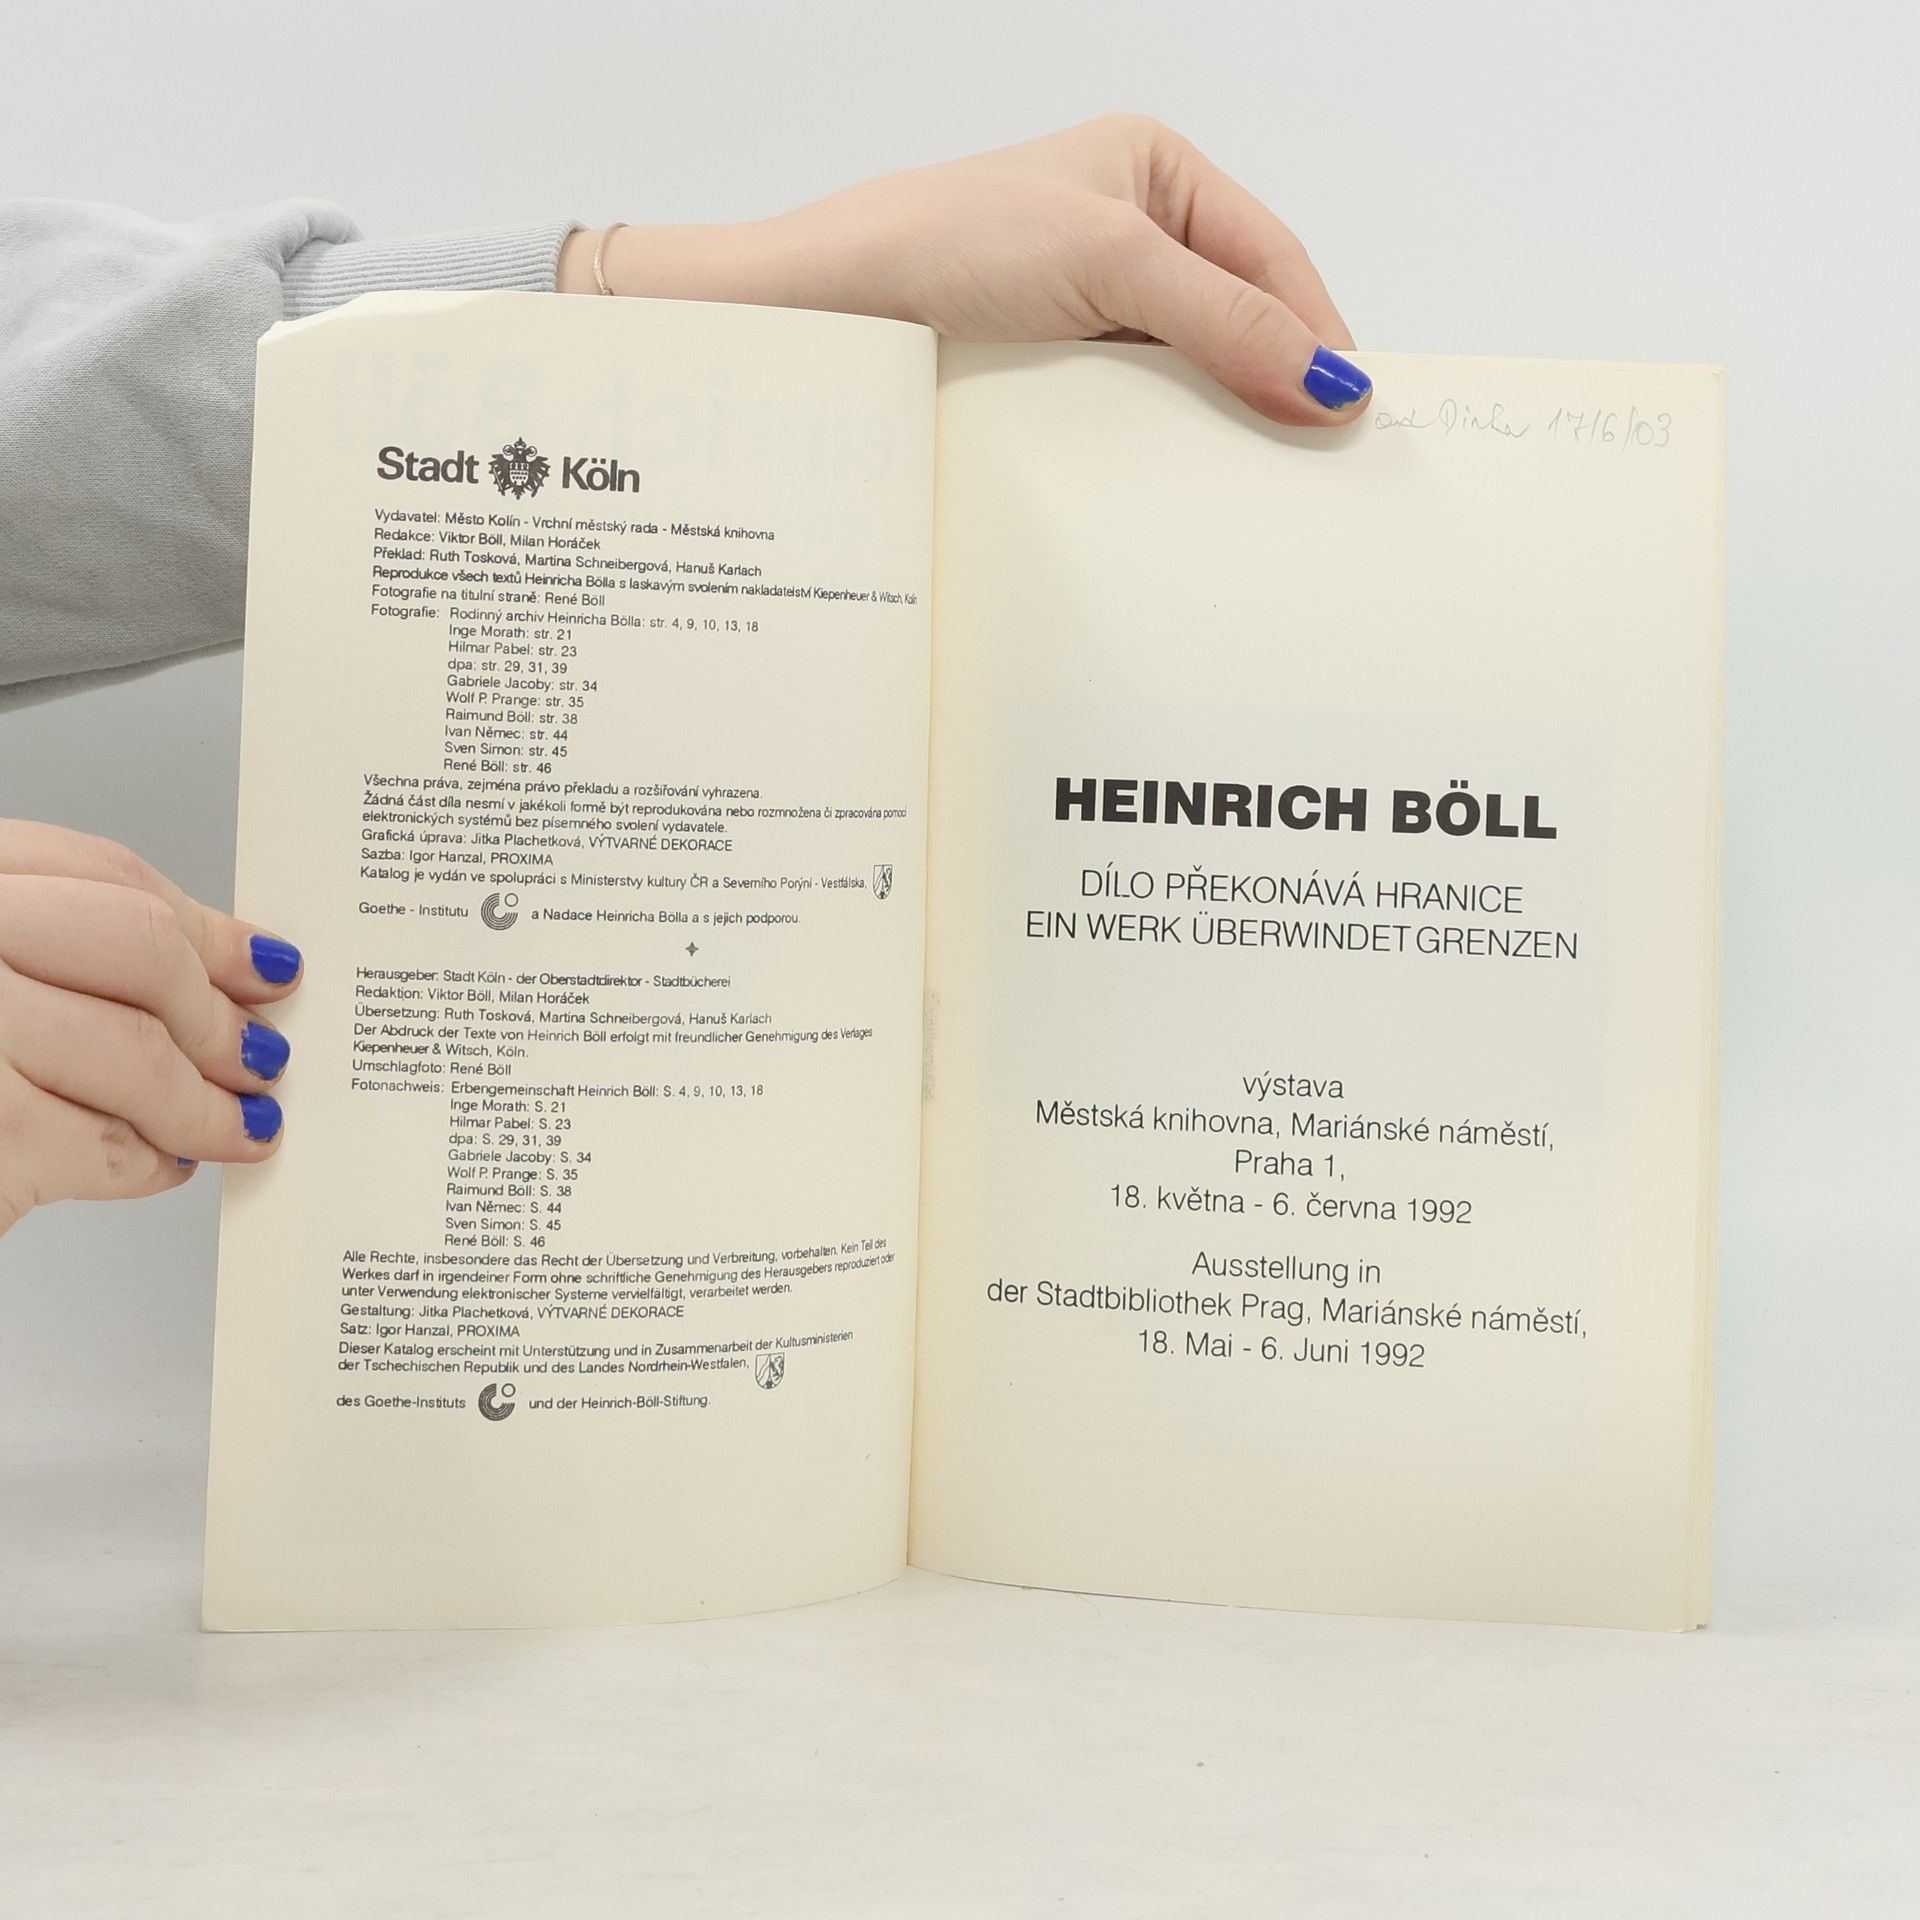 Stadt Köln
Vydavatel: Město Kolín - Vrchní městský rada - Městská knihovna
Redakce: Viktor Böll, Milan Horáček
Překlad: Ruth Tosková, Martina Schneibergová, Hanuš Karlach
Reprodukce všech textů Heinricha Bölla s laskavým svolením nakladatelství Kiepenheuer & Witsch, Köln
Fotografie na titulní straně: René Böll
Fotografie: Rodinný archiv Heinricha Bölla: str. 4, 9, 10, 13, 18
Inge Morath: str. 21
Hilmar Pabel: str. 23
dpa: str. 29, 31, 39
Gabriele Jacoby: str. 34
Wolf P. Prange: str. 35
Raimund Böll: str. 38
Ivan Němec: str. 44
Sven Simon: str. 45
René Böll: str. 46
Všechna práva, zejména právo překladu a rozšiřování vyhrazena.
Žádná část díla nesmí v jakékoli formě být reprodukována nebo rozmnožena či zpracována pomocí
elektronických systémů bez písemného svolení vydavatele.
Grafická úprava: Jitka Plachetková, VÝTVARNÉ DEKORACE
Sazba: Igor Hanzal, PROXIMA
Katalog je vydán ve spolupráci s Ministerstvy kultury ČR a Severního Porýní - Vestfálska,
Goethe - Institutu a Nadace Heinricha Bölla a s jejich podporou.
Herausgeber: Stadt Köln - der Oberstadtdirektor - Stadtbücherei
Redaktion: Viktor Böll, Milan Horáček
Übersetzung: Ruth Tosková, Martina Schneibergová, Hanuš Karlach
Der Abdruck der Texte von Heinrich Böll erfolgt mit freundlicher Genehmigung des Verlages
Kiepenheuer & Witsch, Köln.
Umschlagfoto: René Böll
Fotonachweis: Erbengemeinschaft Heinrich Böll: S. 4, 9, 10, 13, 18
Inge Morath: S. 21
Hilmar Pabel: S. 23
dpa: S. 29, 31, 39
Gabriele Jacoby: S. 34
Wolf P. Prange: S. 35
Raimund Böll: S. 38
Ivan Němec: S. 44
Sven Simon: S. 45
René Böll: S. 46
Alle Rechte, insbesondere das Recht der Übersetzung und Verbreitung, vorbehalten. Kein Teil des
Werkes darf in irgendeiner Form ohne schriftliche Genehmigung des Herausgebers reproduziert oder
unter Verwendung elektronischer Systeme vervielfältigt, verarbeitet werden.
Gestaltung: Jitka Plachetková, VÝTVARNÉ DEKORACE
Satz: Igor Hanzal, PROXIMA
Dieser Katalog erscheint mit Unterstützung und in Zusammenarbeit der Kultusministerien
der Tschechischen Republik und des Landes Nordrhein-Westfalen,
des Goethe-Instituts und der Heinrich-Böll-Stiftung.
17/6/03
HEINRICH BÖLL
DÍLO PŘEKONÁVÁ HRANICE
EIN WERK ÜBERWINDET GRENZEN
výstava
Městská knihovna, Mariánské náměstí,
Praha 1,
18. května - 6. června 1992
Ausstellung in
der Stadtbibliothek Prag, Mariánské náměstí,
18. Mai - 6. Juni 1992